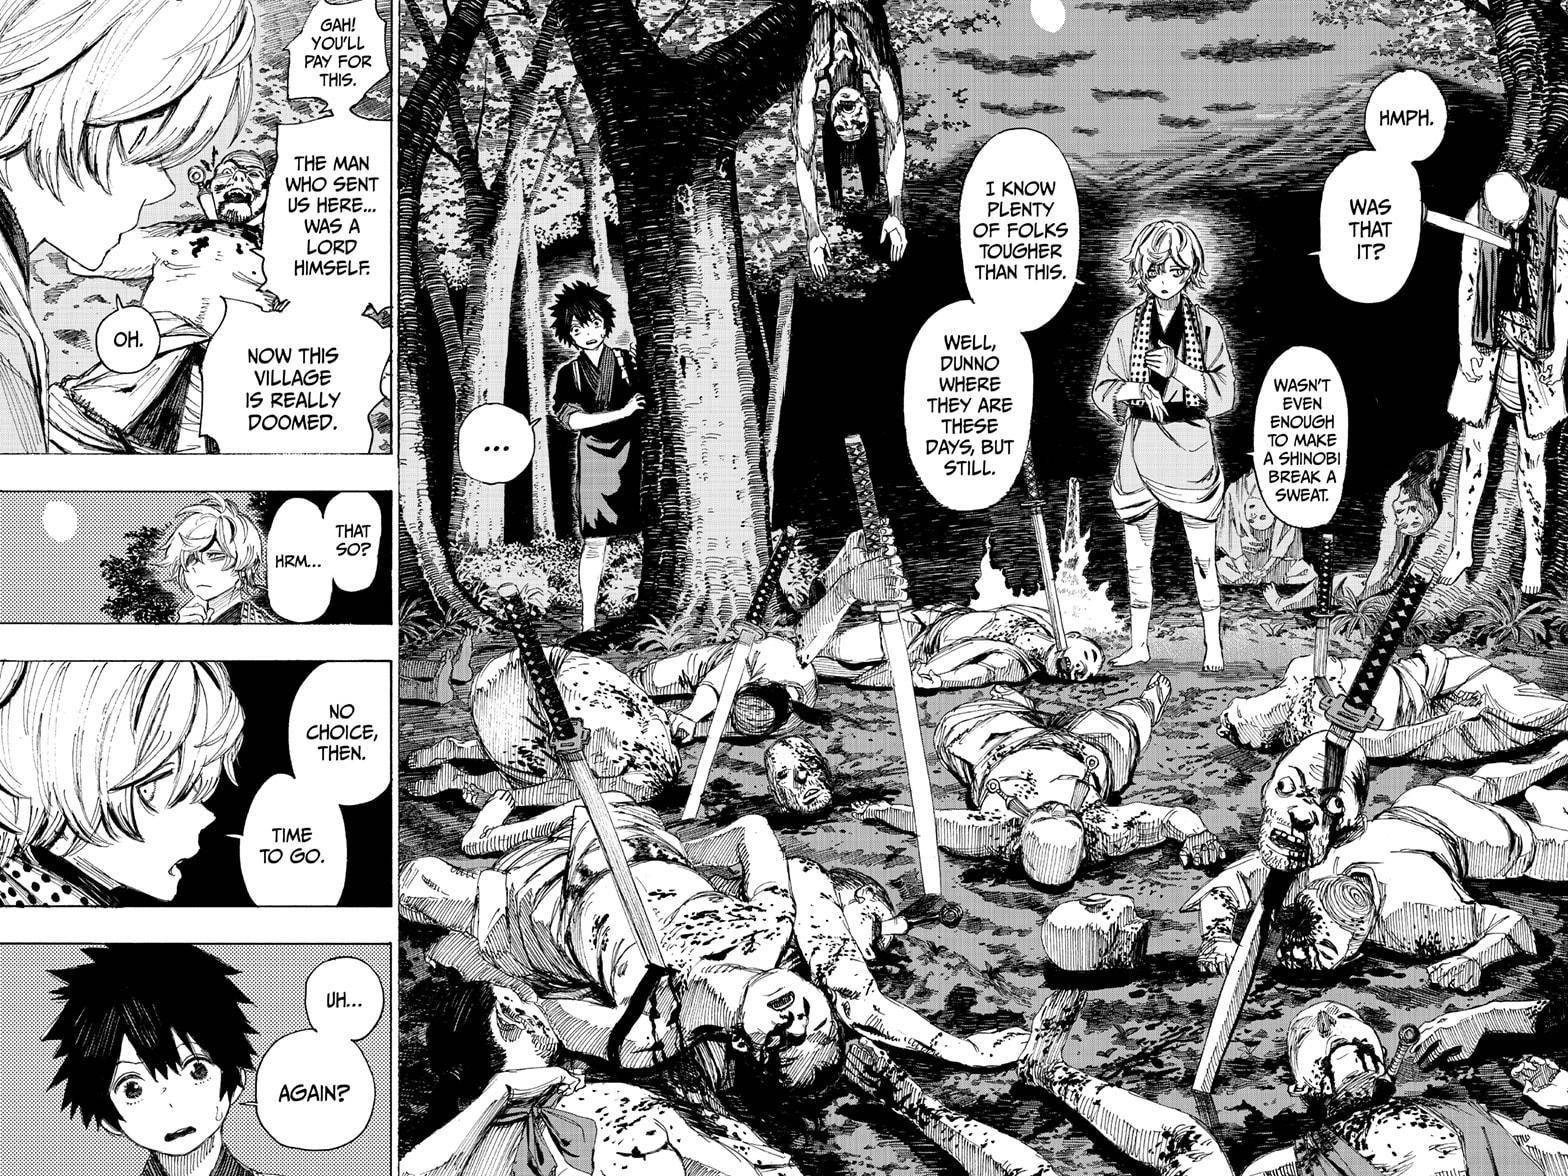 HMPH.
WAS
THAT
IT?
WASN'T
EVEN
ENOUGH
TO MAKE
A SHINOBI
BREAK A
SWEAT.
I KNOW
PLENTY
OF FOLKS
TOUGHER
THAN THIS.
WELL,
DUNNO
WHERE
THEY ARE
THESE
DAYS, BUT
STILL.
...
GAH!
YOU'LL
PAY FOR
THIS.
THE MAN
WHO SENT
US HERE...
WAS A
LORD
HIMSELF.
NOW THIS
VILLAGE
IS REALLY
DOOMED.
OH.
THAT
SO?
HRM...
NO
CHOICE,
THEN.
TIME
TO GO.
UH...
AGAIN?